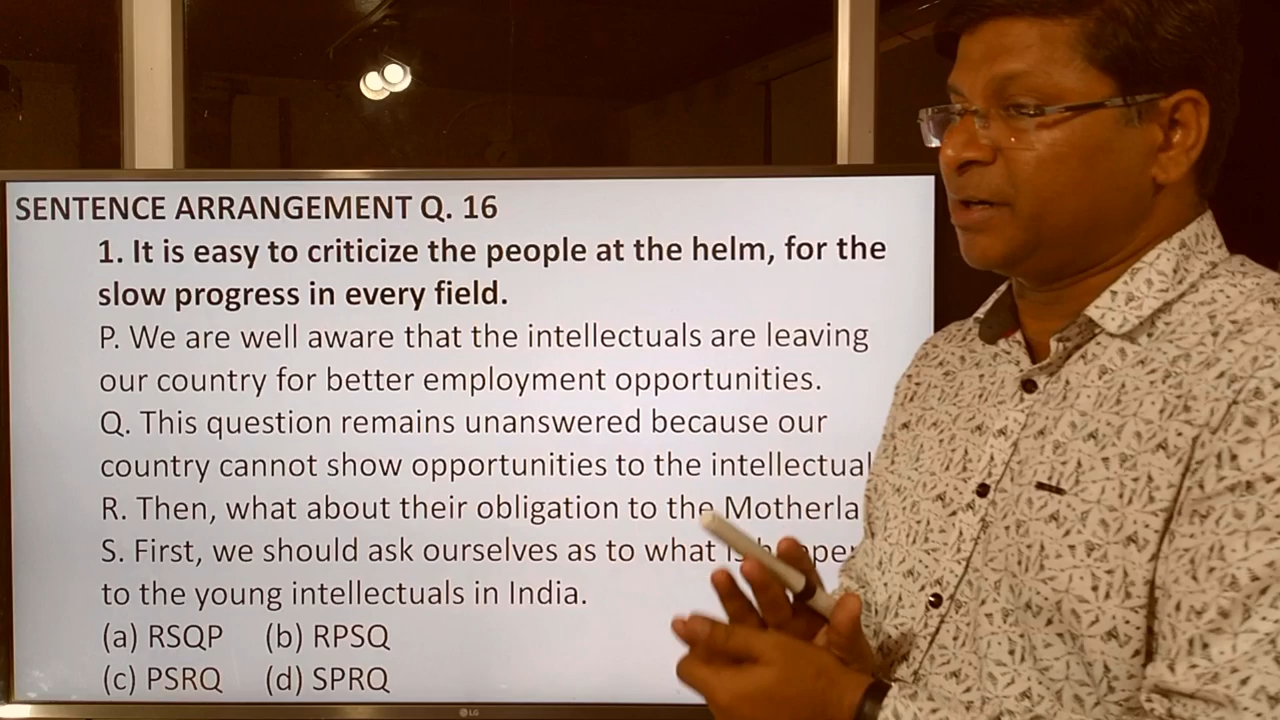 SENTENCE ARRANGEMENT Q. 16
1. It is easy to criticize the people at the helm, for the
slow progress in every field.
P. We are well aware that the intellectuals are leaving
our country for better employment opportunities.
Q. This question remains unanswered because our
country cannot show opportunities to the intellectual
R. Then, what about their obligation to the Motherla
S. First, we should ask ourselves as to what is
to the young intellectuals in India.
(a) RSQP (b) RPSQ
(c) PSRQ (d) SPRQ
LG